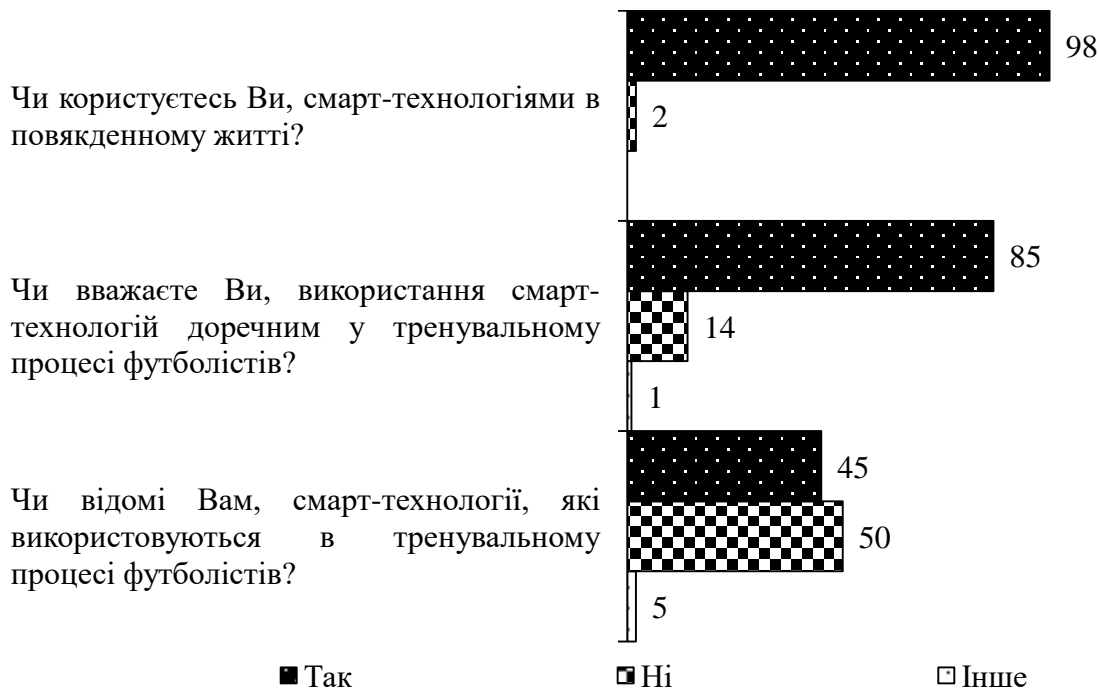 98
Чи користуєтесь Ви, смарт-технологіями в
повякденному житті?
2
85
Чи вважаєте Ви, використання смарт-
технологій доречним у тренувальному
процесі футболістів?
14
1
45
Чи відомі Вам, смарт-технології, які
використовуються в тренувальному
процесі футболістів?
50
5
Так Ні Інше